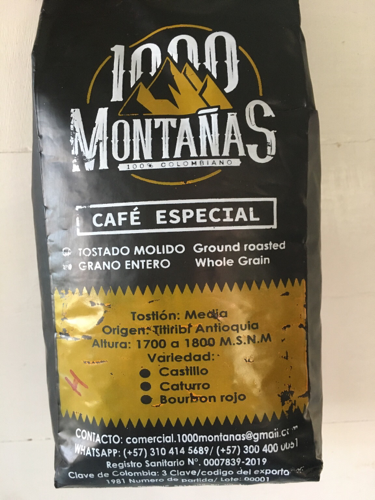 1000
MONTAÑAS
100% COLOMBIANO
CAFÉ ESPECIAL
TOSTADO MOLIDO Ground roasted
GRANO ENTERO Whole Grain
Tostión: Media
Origen: Titiribí Antioquia
Altura: 1700 a 1800 M.S.N.M
Variedad:
Castillo
Caturro
Bourbon rojo
CONTACTO: comercial.1000montanas@gmail.com
WHATSAPP: (+57) 310 414 5689/ (+57) 300 400 0051
Registro Sanitario N°. 0007839-2019
Clave de Colombia: 3 Clave/codigo del exporta
1981 Numero de partida/ Lote: 00001